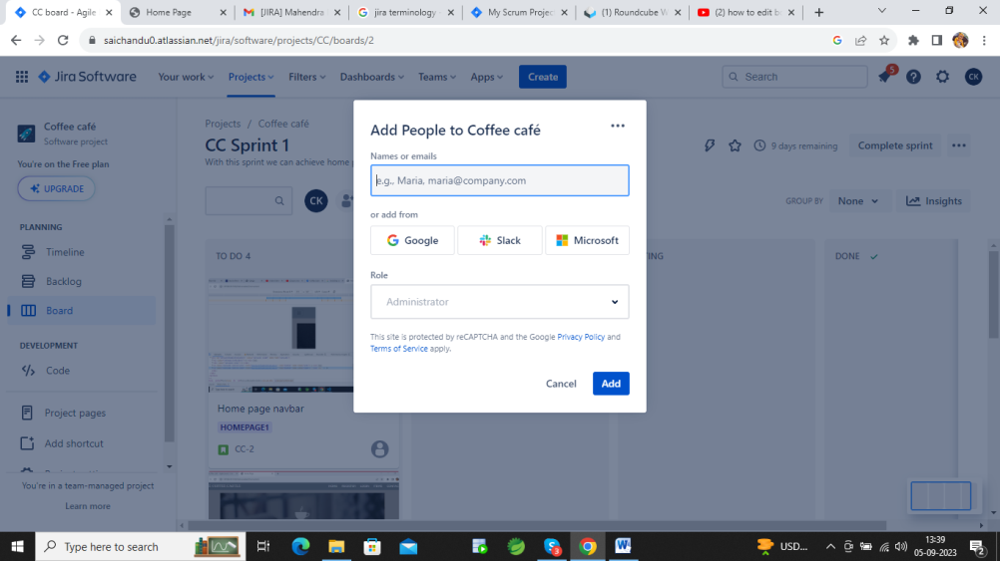 CC board - Agile
Home Page
[JIRA] Mahendra
jira terminology -
My Scrum Project
(1) Roundcube W
(2) how to edit b
saichandu0.atlassian.net/jira/software/projects/CC/boards/2
Jira Software
Your work
Projects
Filters
Dashboards
Teams
Apps
Create
Search
5
CK
Coffee café
Software project
You're on the Free plan
UPGRADE
PLANNING
Timeline
Backlog
Board
DEVELOPMENT
Code
Project pages
Add shortcut
You're in a team-managed project
Learn more
Projects / Coffee café
CC Sprint 1
With this sprint we can achieve home
9 days remaining
Complete sprint
CK
GROUP BY
None
Insights
TO DO 4
DONE
Home page navbar
HOMEPAGE1
CC-2
Add People to Coffee café
Names or emails
e.g., Maria, maria@company.com
or add from
Google
Slack
Microsoft
Role
Administrator
This site is protected by reCAPTCHA and the Google Privacy Policy and
Terms of Service apply.
Cancel
Add
Type here to search
3
USD...
13:39
05-09-2023
2